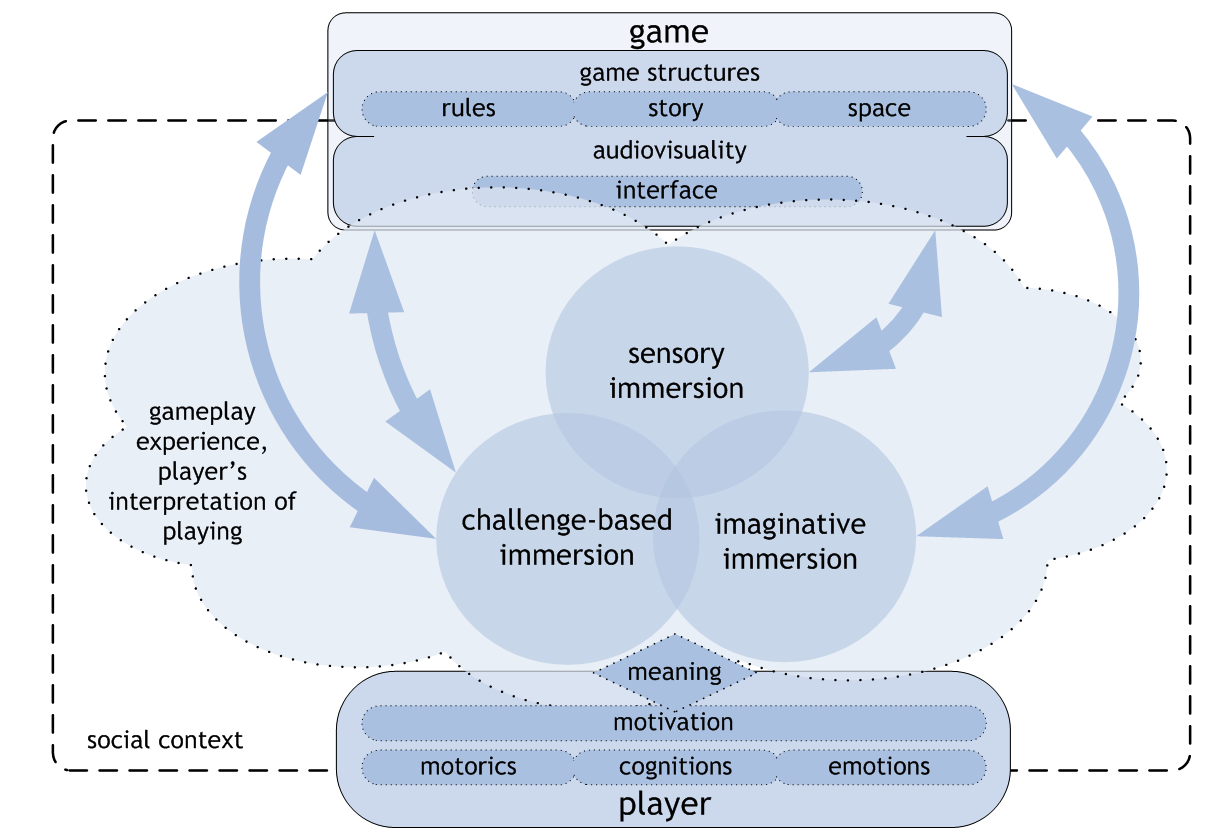 game
game structures
rules story space
audiovisuality
interface
sensory
immersion
gameplay
experience,
player's
interpretation of
playing
challenge-based
immersion
imaginative
immersion
meaning
motivation
social context
motorics cognitions emotions
player